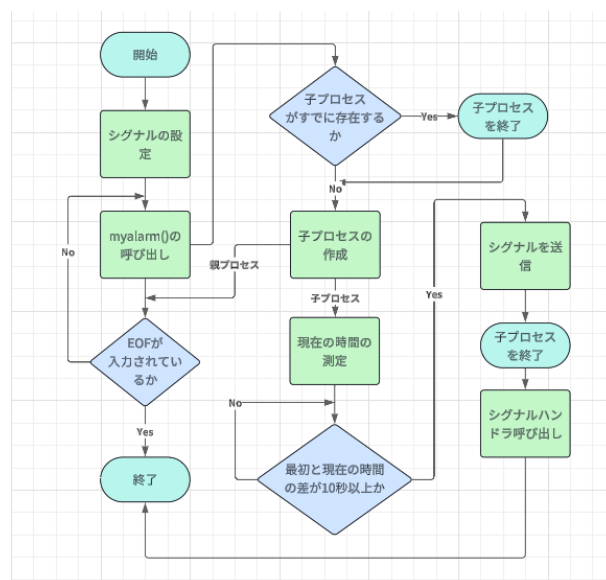 開始
シグナルの設
定
myalarm()の
呼び出し
No
EOFが
入力されてい
るか
Yes
終了
子プロセス
がすでに存在する
か
Yes
子プロセス
を終了
No
子プロセスの
作成
親プロセス
子プロセス
現在の時間の
測定
No
最初と現在の時間
の差が10秒以上か
Yes
シグナルを送
信
子プロセス
を終了
シグナルハン
ドラ呼び出し